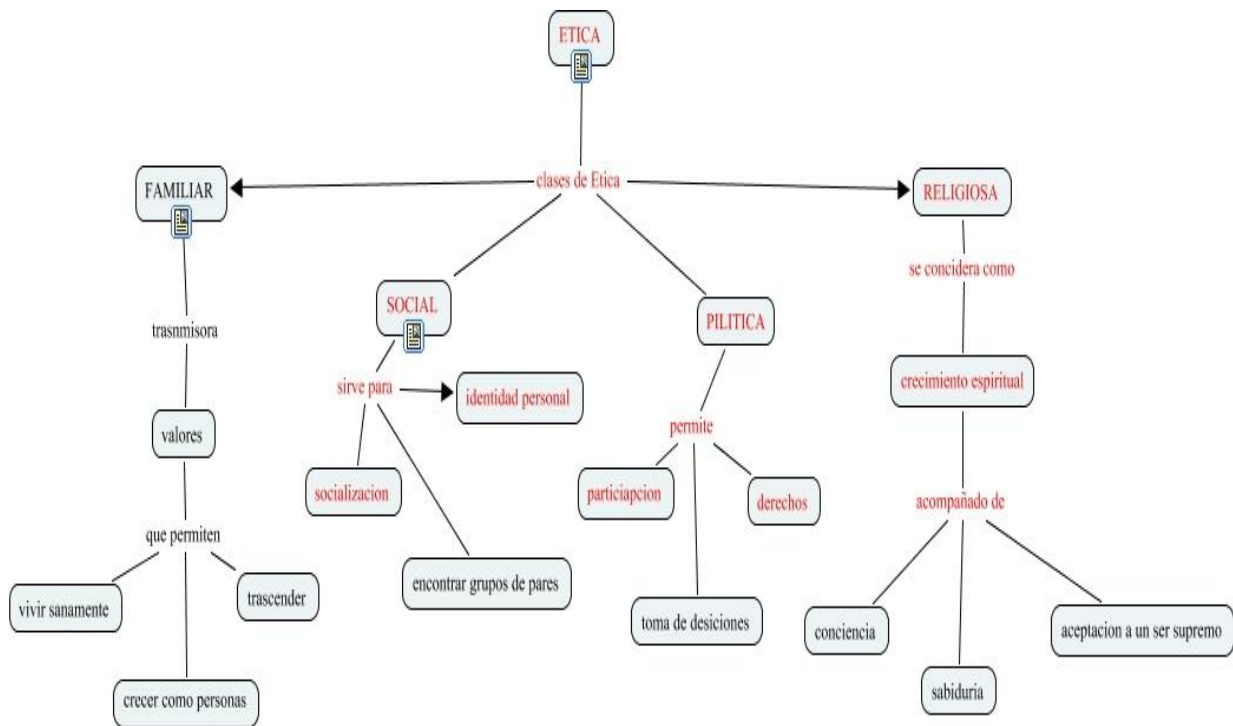 ETICA
clases de Etica
FAMILIAR
RELIGIOSA
se concidera como
SOCIAL
PILITICA
trasnmisora
sirve para
identidad personal
crecimiento espiritual
valores
permite
socializacion
particiapcion
derechos
acompañado de
que permiten
encontrar grupos de pares
vivir sanamente
trascender
toma de desiciones
conciencia
aceptacion a un ser supremo
crecer como personas
sabiduria